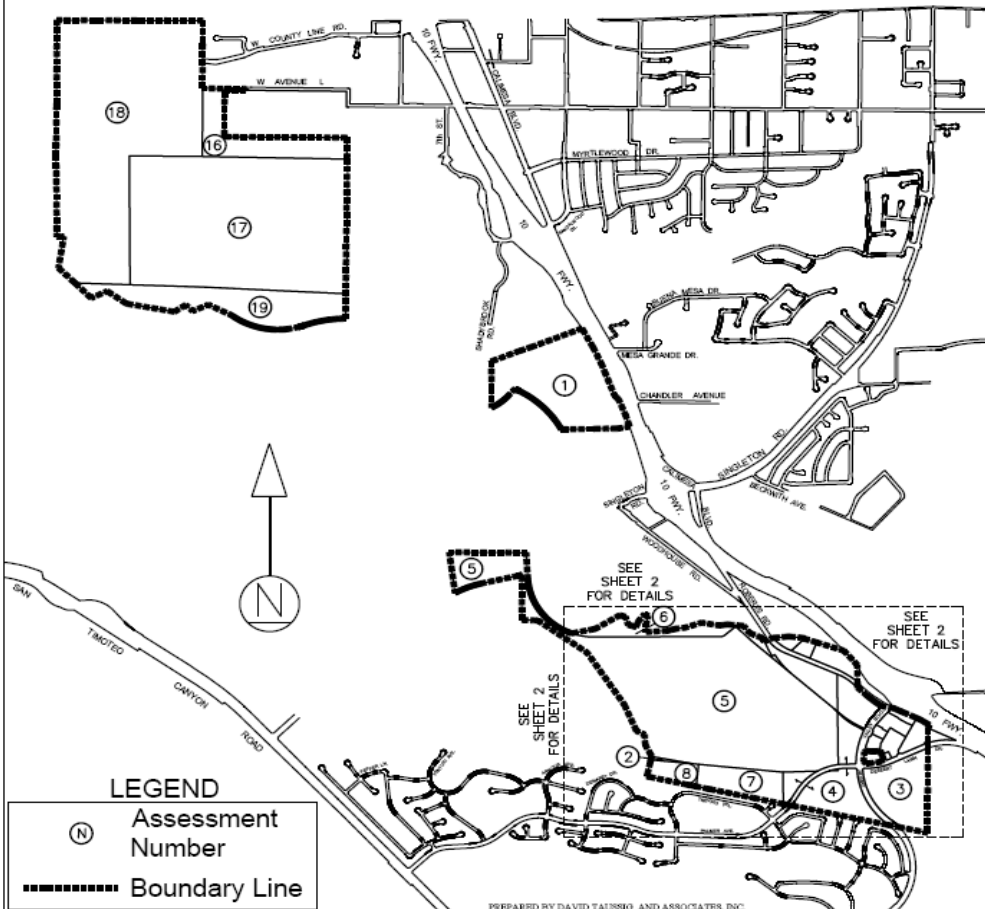 W COUNTY LINE RD.
10 FWY.
CALIMESA BLVD
W AVENUE L
18
16
7th ST.
MYRTLEWOOD DR.
17
10 FWY.
19
SHADYBROOK RD.
BUENA MESA DR.
MESA GRANDE DR.
1
CHANDLER AVENUE
SINGLETON RD.
CALIMESA BLVD
10 FWY.
BECKWITH AVE.
SINGLETON RD.
WOODHOUSE RD.
N
5
SEE
SHEET 2
FOR DETAILS
6
SEE
SHEET 2
FOR DETAILS
SAN TIMOTEO CANYON ROAD
5
SEE
SHEET 2
FOR DETAILS
10 FWY
2
8
7
4
3
LEGEND
N Assessment
Number
Boundary Line
PREPARED BY DAVID TAUSSIG AND ASSOCIATES, INC.